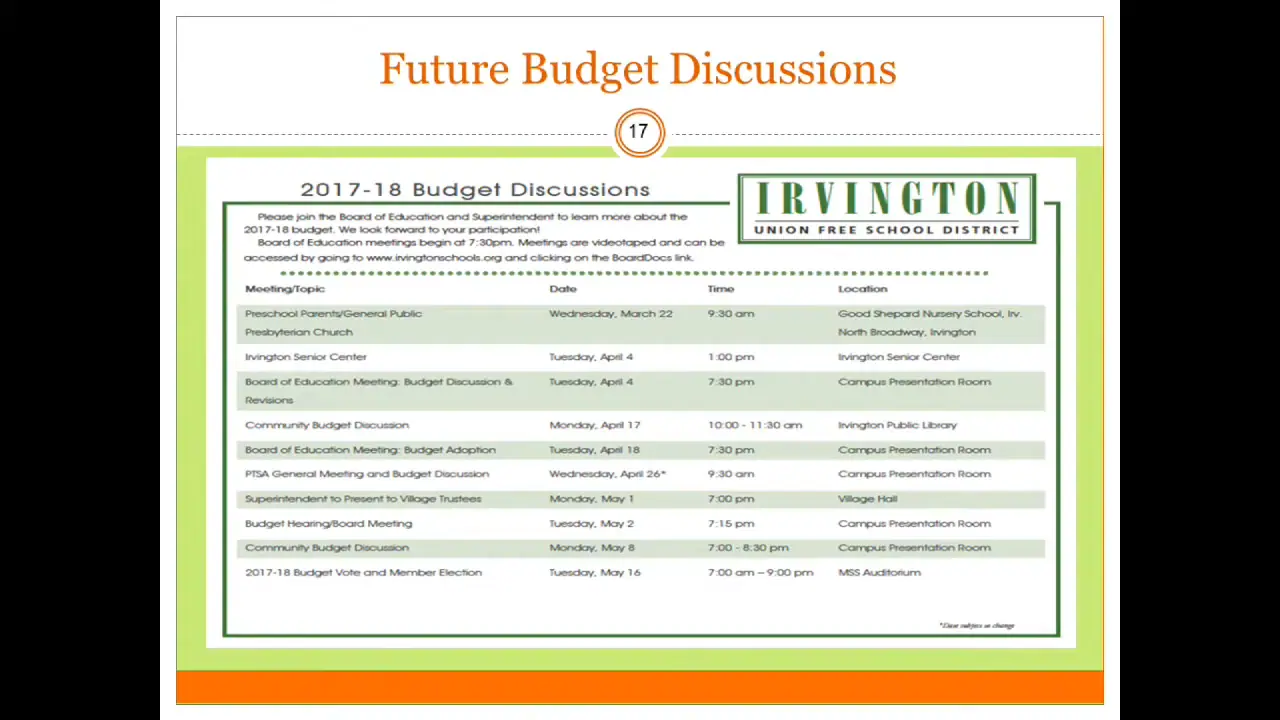 Future Budget Discussions
17
2017-18 Budget Discussions
IRVINGTON
UNION FREE SCHOOL DISTRICT
Please join the Board of Education and Superintendent to learn more about the
2017-18 budget. We look forward to your participation!
Board of Education meetings begin at 7:30pm. Meetings are videotaped and can be
accessed by going to www.irvingtonschools.org and clicking on the BoardDocs link.
Meeting/Topic Date Time Location
Preschool Parents/General Public Wednesday, March 22 9:30 am Good Shepard Nursery School, Irv.
Presbyterian Church North Broadway, Irvington
Irvington Senior Center Tuesday, April 4 1:00 pm Irvington Senior Center
Board of Education Meeting: Budget Discussion & Tuesday, April 4 7:30 pm Campus Presentation Room
Revisions
Community Budget Discussion Monday, April 17 10:00 - 11:30 am Irvington Public Library
Board of Education Meeting: Budget Adoption Tuesday, April 18 7:30 pm Campus Presentation Room
PTSA General Meeting and Budget Discussion Wednesday, April 26* 9:30 am Campus Presentation Room
Superintendent to Present to Village Trustees Monday, May 1 7:00 pm Village Hall
Budget Hearing/Board Meeting Tuesday, May 2 7:15 pm Campus Presentation Room
Community Budget Discussion Monday, May 8 7:00 - 8:30 pm Campus Presentation Room
2017-18 Budget Vote and Member Election Tuesday, May 16 7:00 am – 9:00 pm MSS Auditorium
*Date subject to change